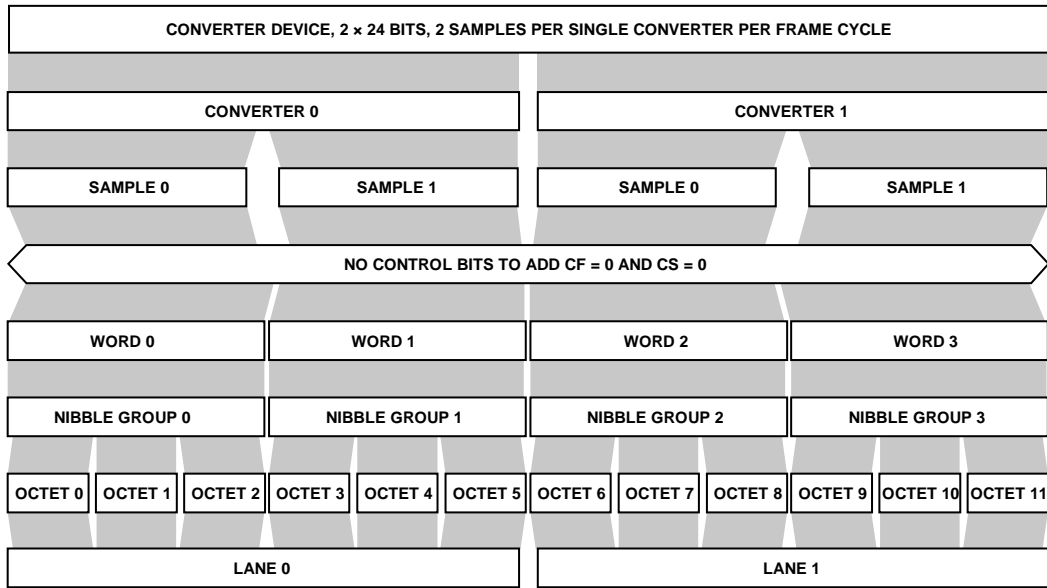 CONVERTER DEVICE, 2 × 24 BITS, 2 SAMPLES PER SINGLE CONVERTER PER FRAME CYCLE
CONVERTER 0
CONVERTER 1
SAMPLE 0
SAMPLE 1
SAMPLE 0
SAMPLE 1
NO CONTROL BITS TO ADD CF = 0 AND CS = 0
WORD 0
WORD 1
WORD 2
WORD 3
NIBBLE GROUP 0
NIBBLE GROUP 1
NIBBLE GROUP 2
NIBBLE GROUP 3
OCTET 0
OCTET 1
OCTET 2
OCTET 3
OCTET 4
OCTET 5
OCTET 6
OCTET 7
OCTET 8
OCTET 9
OCTET 10
OCTET 11
LANE 0
LANE 1